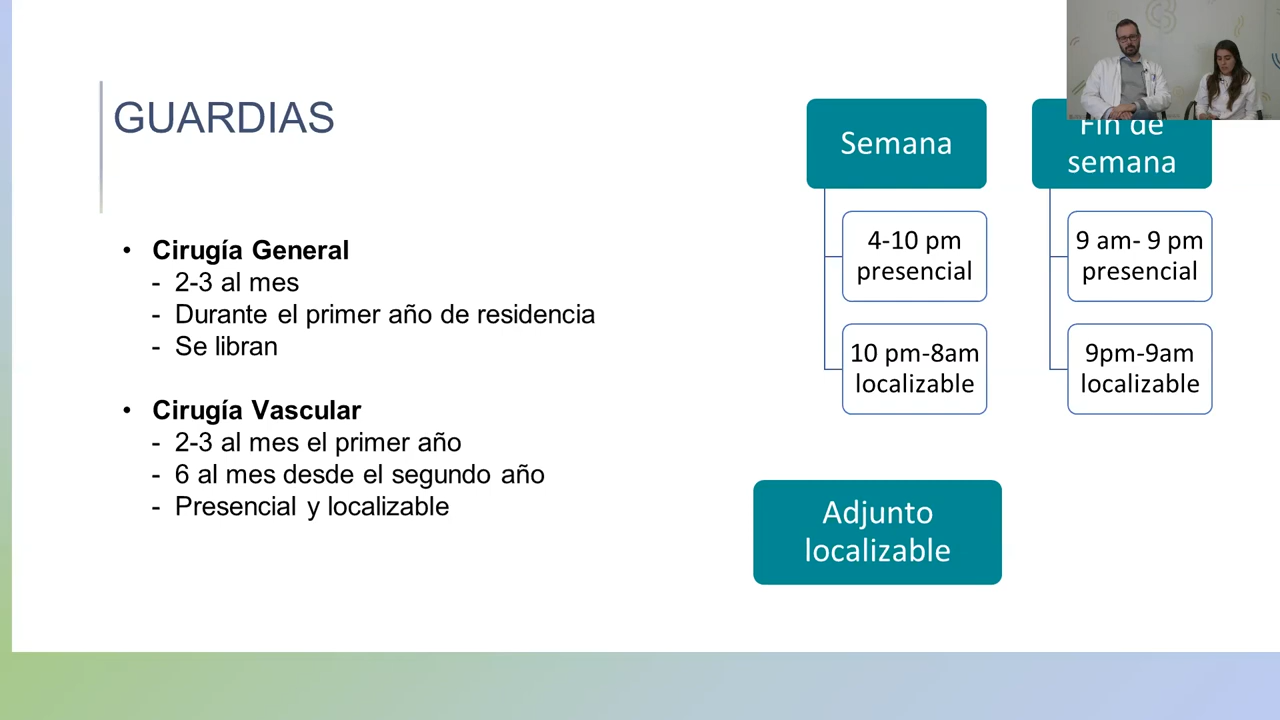 GUARDIAS
• Cirugía General
- 2-3 al mes
- Durante el primer año de residencia
- Se libran
• Cirugía Vascular
- 2-3 al mes el primer año
- 6 al mes desde el segundo año
- Presencial y localizable
Semana
4-10 pm
presencial
10 pm-8am
localizable
Fin de
semana
9 am- 9 pm
presencial
9pm-9am
localizable
Adjunto
localizable